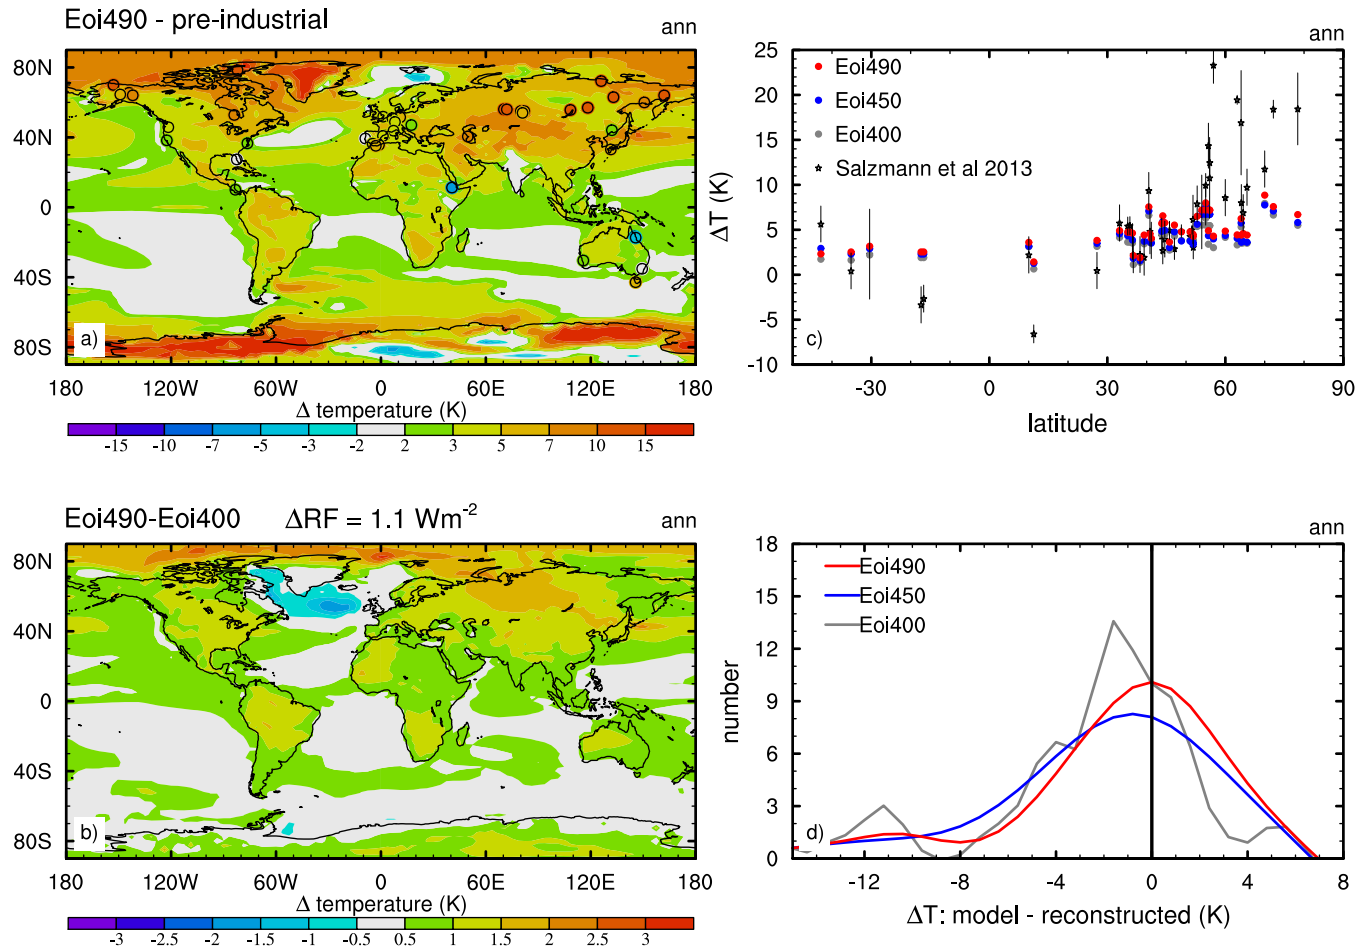 Eoi490 - pre-industrial
ann
80N
40N
0
40S
80S
a)
180
120W
60W
0
60E
120E
180
Δ temperature (K)
-15 -10 -7 -5 -3 -2 2 3 5 7 10 15
ann
25
20
15
10
5
0
-5
-10
ΔT (K)
Eoi490
Eoi450
Eoi400
Salzmann et al 2013
c)
-30
0
30
60
90
latitude
Eoi490-Eoi400 ΔRF = 1.1 Wm-2
ann
80N
40N
0
40S
80S
b)
180
120W
60W
0
60E
120E
180
Δ temperature (K)
-3 -2.5 -2 -1.5 -1 -0.5 0.5 1 1.5 2 2.5 3
ann
18
15
12
9
6
3
0
number
Eoi490
Eoi450
Eoi400
d)
-12
-8
-4
0
4
8
ΔT: model - reconstructed (K)